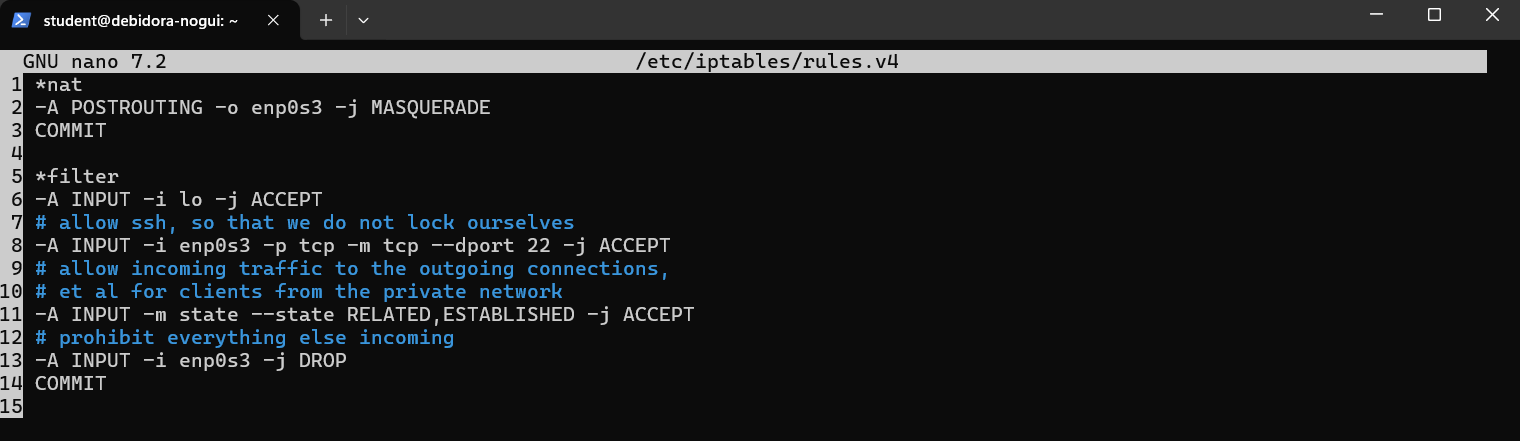 student@debidora-nogui: ~
GNU nano 7.2 /etc/iptables/rules.v4
1 *nat
2 -A POSTROUTING -o enp0s3 -j MASQUERADE
3 COMMIT
4
5 *filter
6 -A INPUT -i lo -j ACCEPT
7 # allow ssh, so that we do not lock ourselves
8 -A INPUT -i enp0s3 -p tcp -m tcp --dport 22 -j ACCEPT
9 # allow incoming traffic to the outgoing connections,
10 # et al for clients from the private network
11 -A INPUT -m state --state RELATED,ESTABLISHED -j ACCEPT
12 # prohibit everything else incoming
13 -A INPUT -i enp0s3 -j DROP
14 COMMIT
15